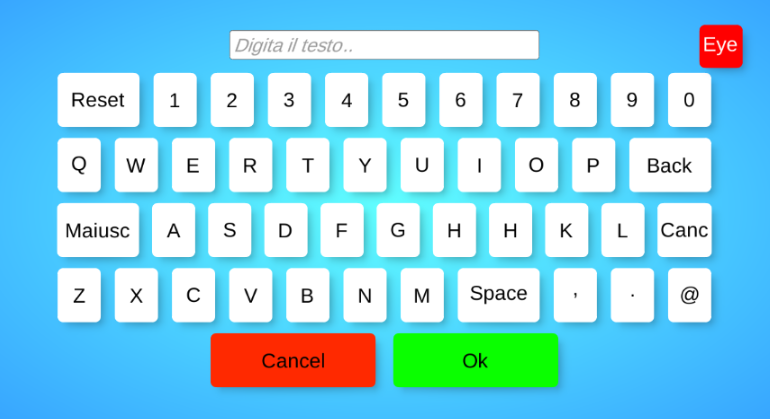 Digita il testo.. Eye
Reset 1 2 3 4 5 6 7 8 9 0
Q W E R T Y U I O P Back
Maiusc A S D F G H H K L Canc
Z X C V B N M Space , . @
Cancel Ok